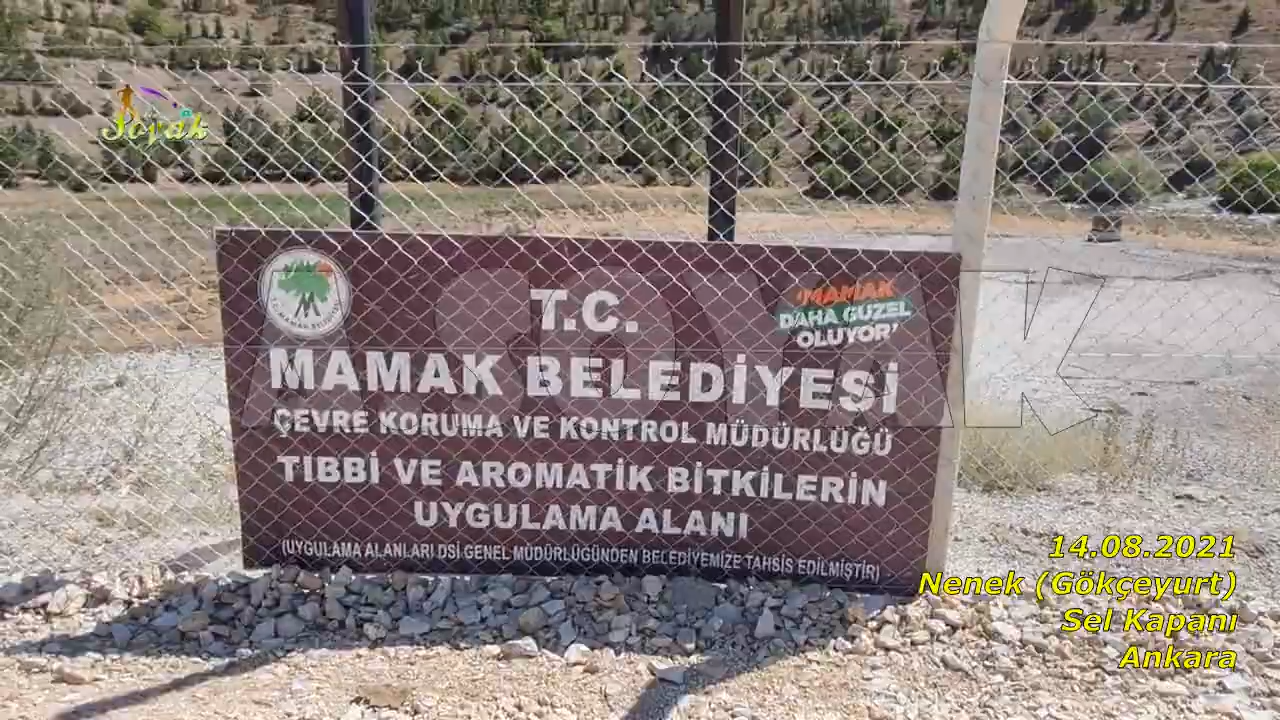 Soyak
T.C.
'MAMAK
DAHA GÜZEL
OLUYOR'
MAMAK BELEDİYESİ
ÇEVRE KORUMA VE KONTROL MÜDÜRLÜĞÜ
TIBBİ VE AROMATİK BİTKİLERİN
UYGULAMA ALANI
(UYGULAMA ALANLARI DSİ GENEL MÜDÜRLÜĞÜNDEN BELEDİYEMİZE TAHSİS EDİLMİŞTİR)
14.08.2021
Nenek (Gökçeyurt)
Sel Kapanı
Ankara